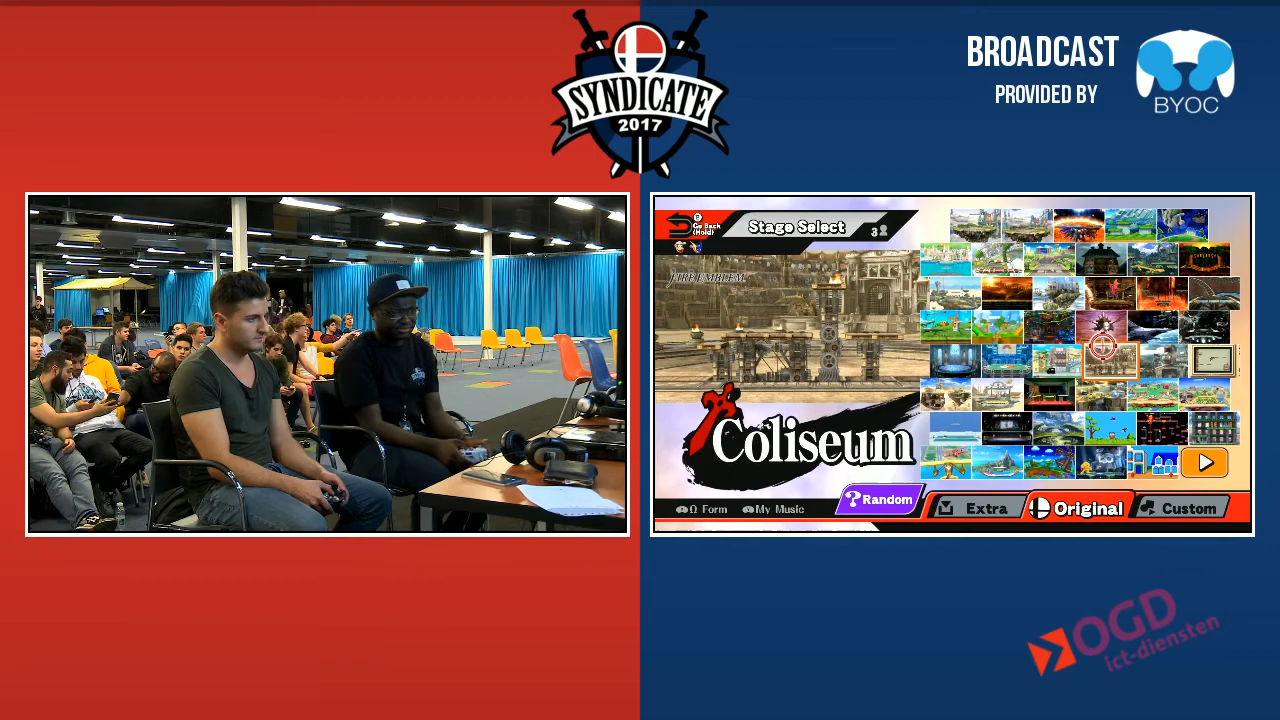 BROADCAST
PROVIDED BY
BYOC
SYNDICATE
2017
Go Back
(Hold)
Stage Select
3
FIRE EMBLEM
Coliseum
? Random
Ω Form
My Music
Extra
Original
Custom
OGD
ict-diensten